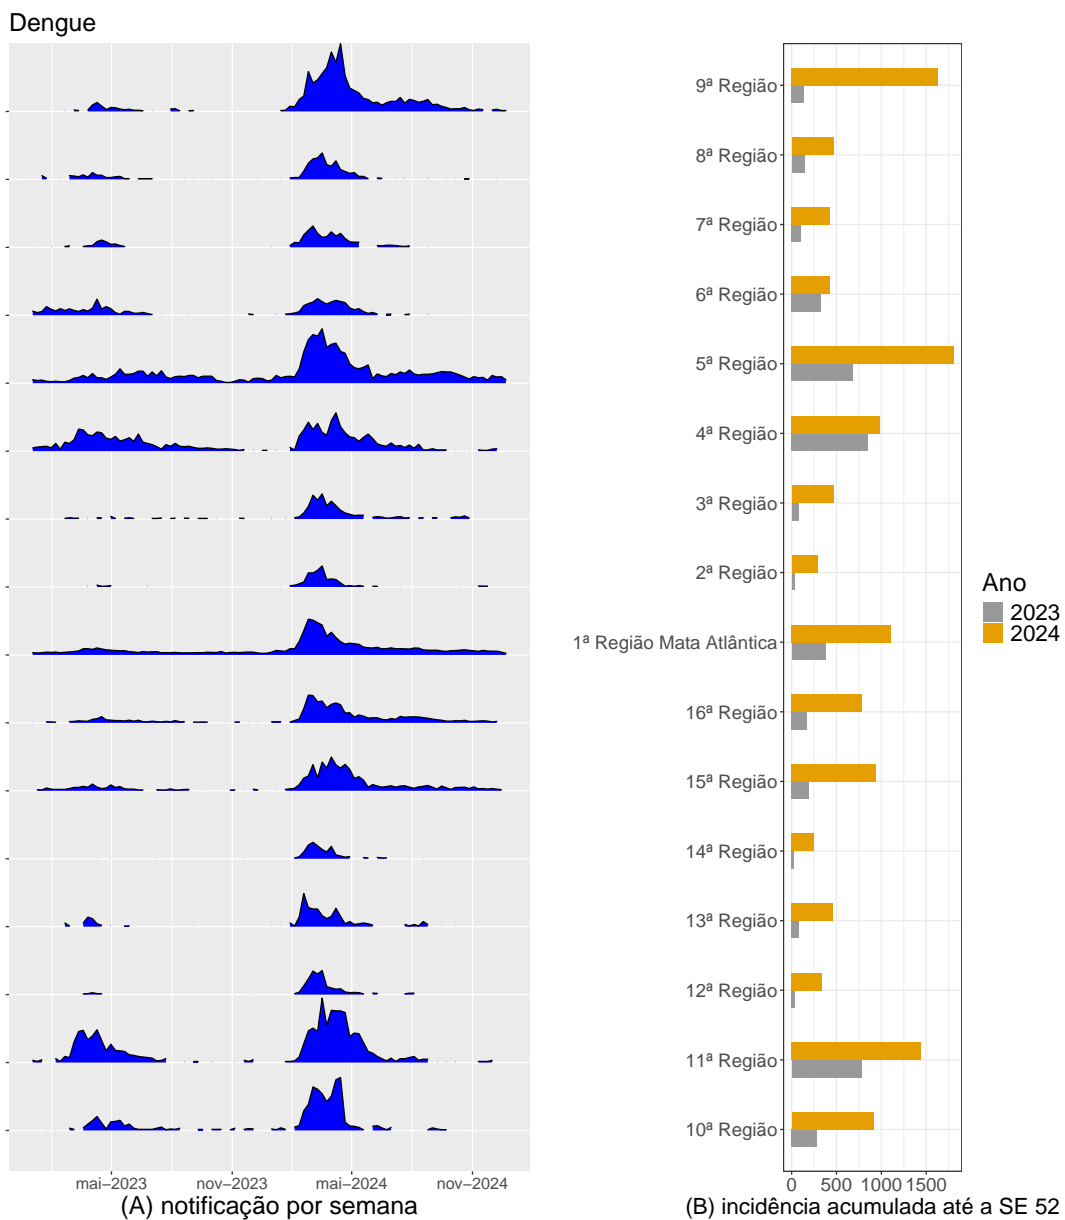 Dengue
9ª Região
8ª Região
7ª Região
6ª Região
5ª Região
4ª Região
3ª Região
2ª Região
1ª Região Mata Atlântica
16ª Região
15ª Região
14ª Região
13ª Região
12ª Região
11ª Região
10ª Região
Ano
2023
2024
mai–2023 nov–2023 mai–2024 nov–2024
0 500 1000 1500
(A) notificação por semana
(B) incidência acumulada até a SE 52